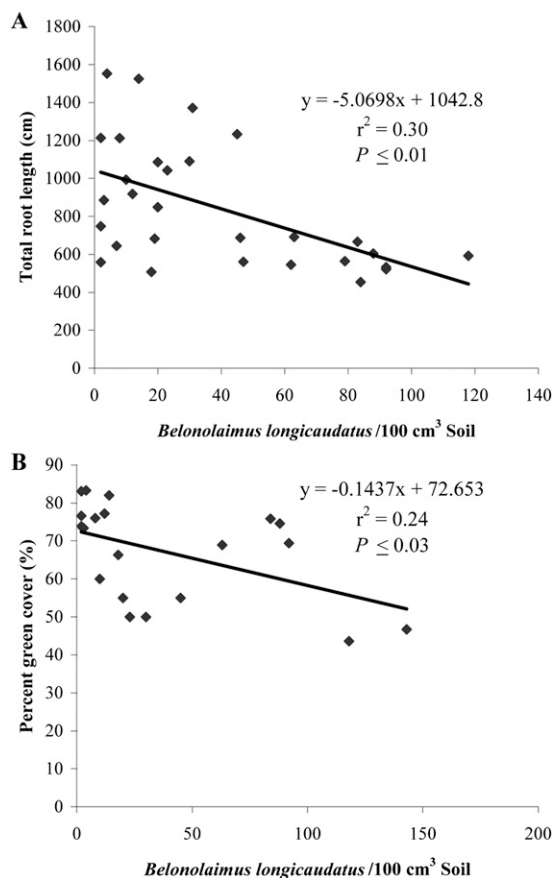 A
1800
1600
1400
1200
1000
800
600
400
200
0
Total root length (cm)
y = -5.0698x + 1042.8
r² = 0.30
P ≤ 0.01
0 20 40 60 80 100 120 140
Belonolaimus longicaudatus /100 cm³ Soil
B
90
80
70
60
50
40
30
20
10
0
Percent green cover (%)
y = -0.1437x + 72.653
r² = 0.24
P ≤ 0.03
0 50 100 150 200
Belonolaimus longicaudatus /100 cm³ Soil